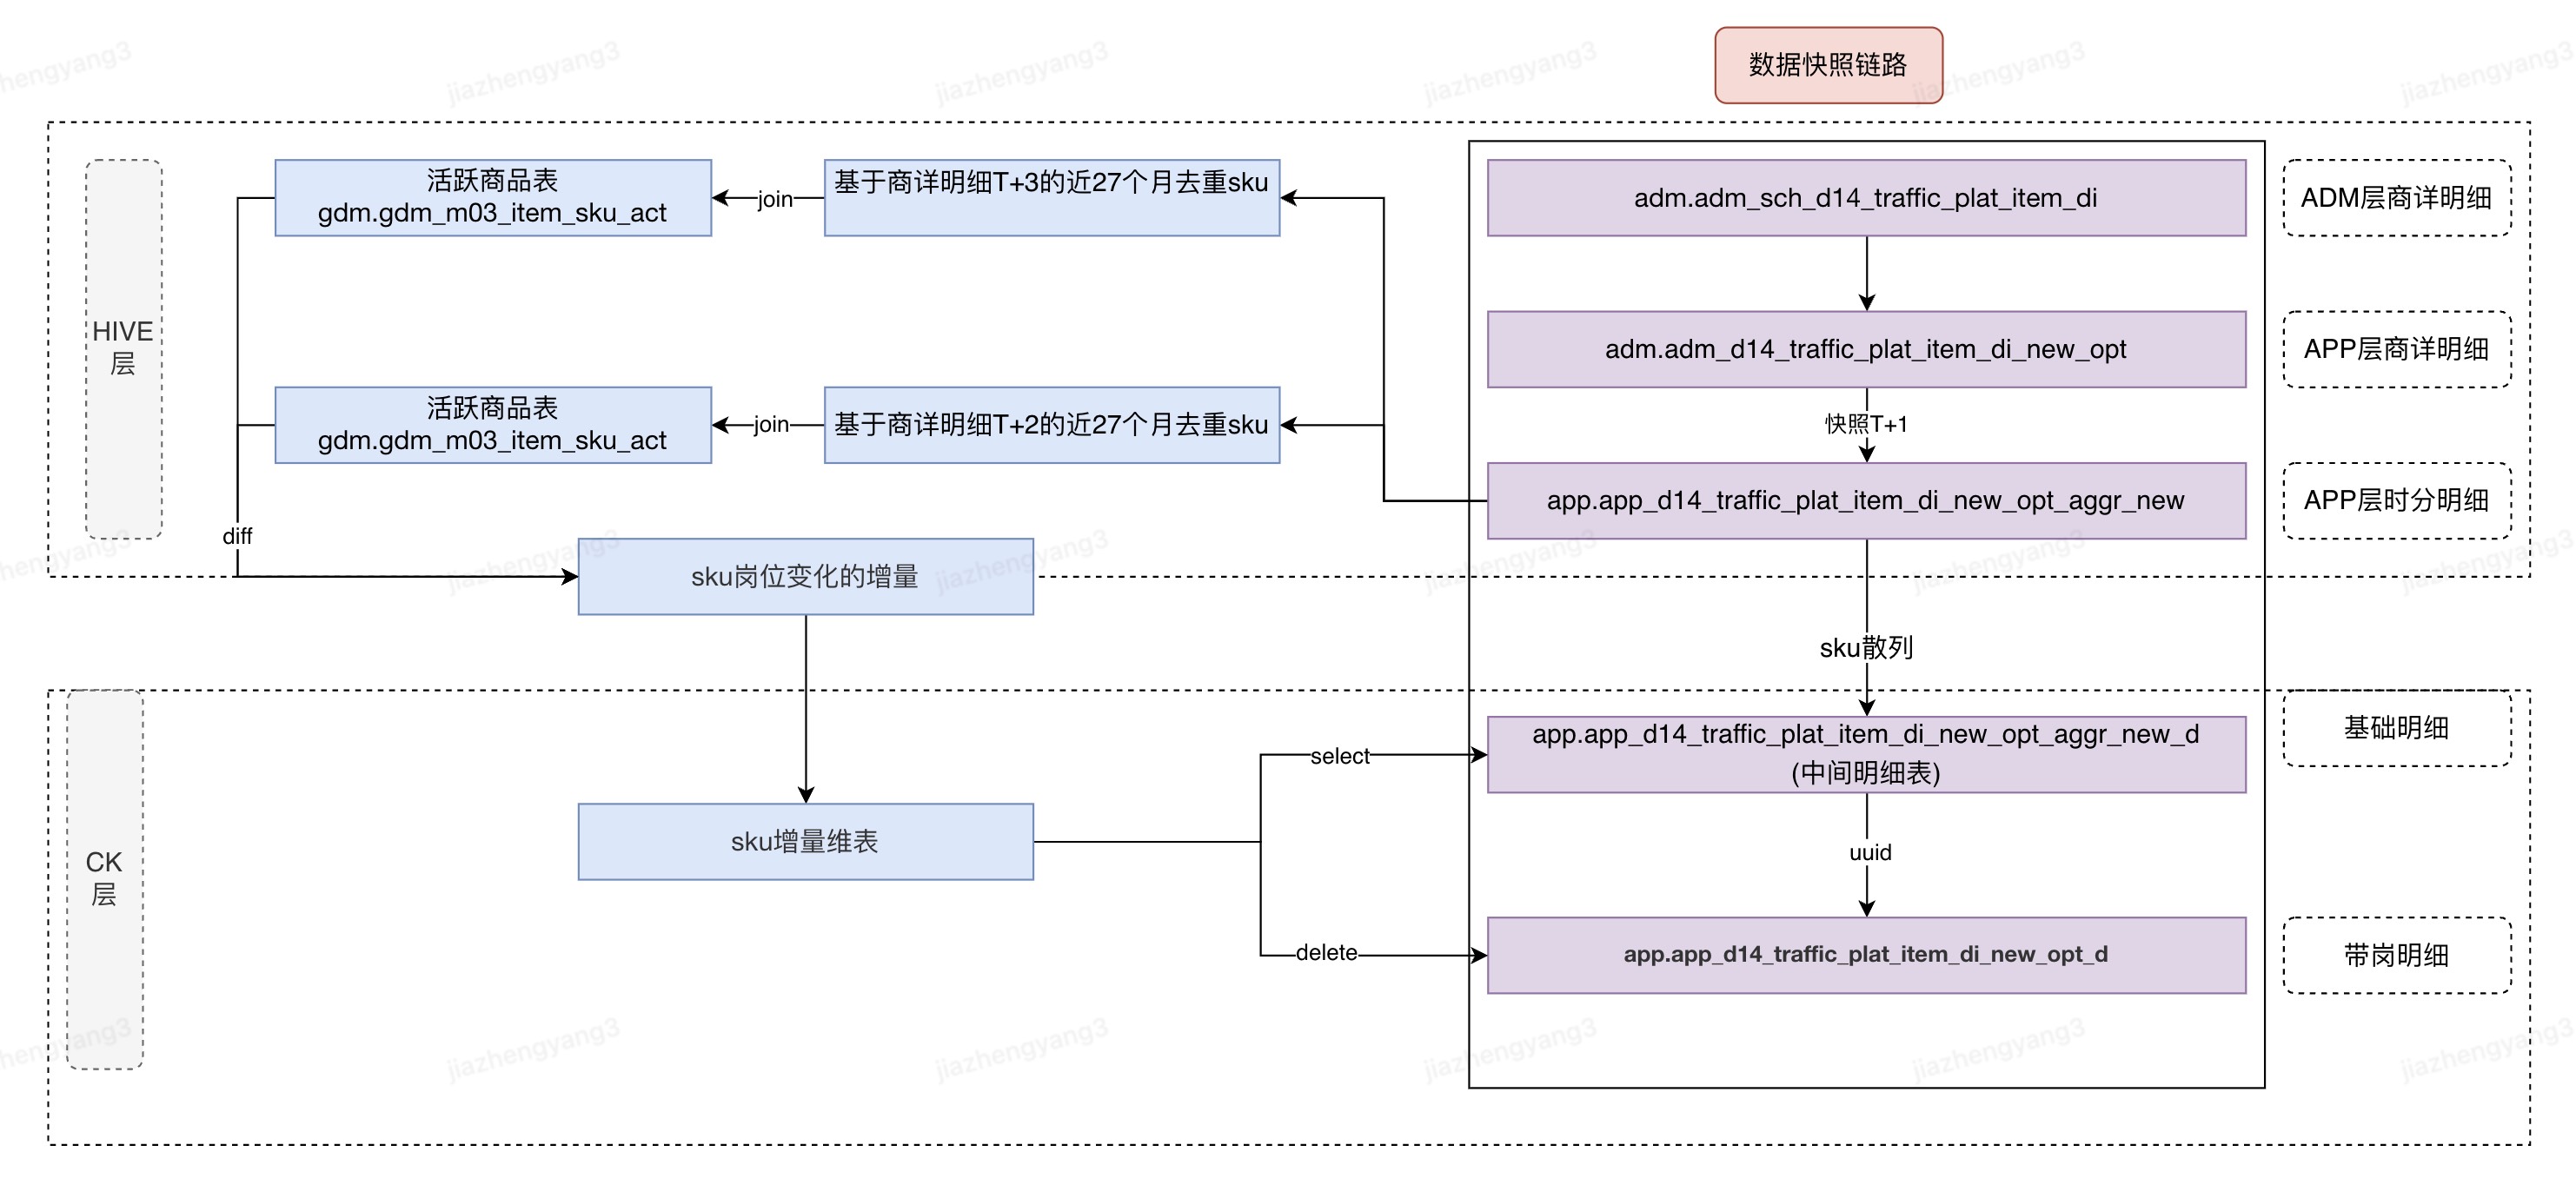 数据快照链路
活跃商品表
gdm.gdm_m03_item_sku_act
join
基于商详明细T+3的近27个月去重sku
adm.adm_sch_d14_traffic_plat_item_di
ADM层商详明细
HIVE
层
adm.adm_d14_traffic_plat_item_di_new_opt
APP层商详明细
活跃商品表
gdm.gdm_m03_item_sku_act
join
基于商详明细T+2的近27个月去重sku
快照T+1
app.app_d14_traffic_plat_item_di_new_opt_aggr_new
APP层时分明细
diff
sku岗位变化的增量
sku散列
CK
层
sku增量维表
select
app.app_d14_traffic_plat_item_di_new_opt_aggr_new_d
(中间明细表)
基础明细
uuid
delete
app.app_d14_traffic_plat_item_di_new_opt_d
带岗明细
jiazhengyang3